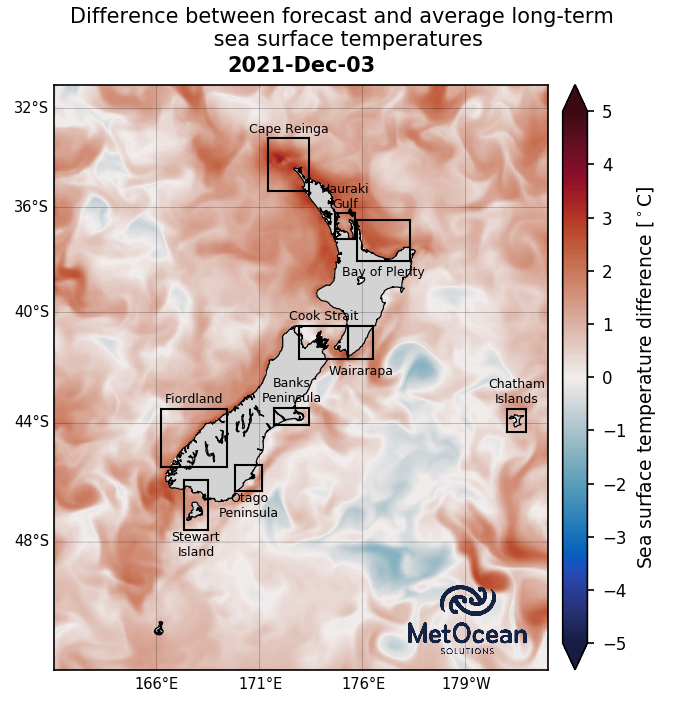 Difference between forecast and average long-term
sea surface temperatures
2021-Dec-03
32°S
36°S
40°S
44°S
48°S
Cape Reinga
Hauraki
Gulf
Bay of Plenty
Cook Strait
Wairarapa
Banks
Peninsula
Fiordland
Chatham
Islands
Otago
Peninsula
Stewart
Island
MetOcean
SOLUTIONS
166°E
171°E
176°E
179°W
5
4
3
2
1
0
−1
−2
−3
−4
−5
Sea surface temperature difference [°C]